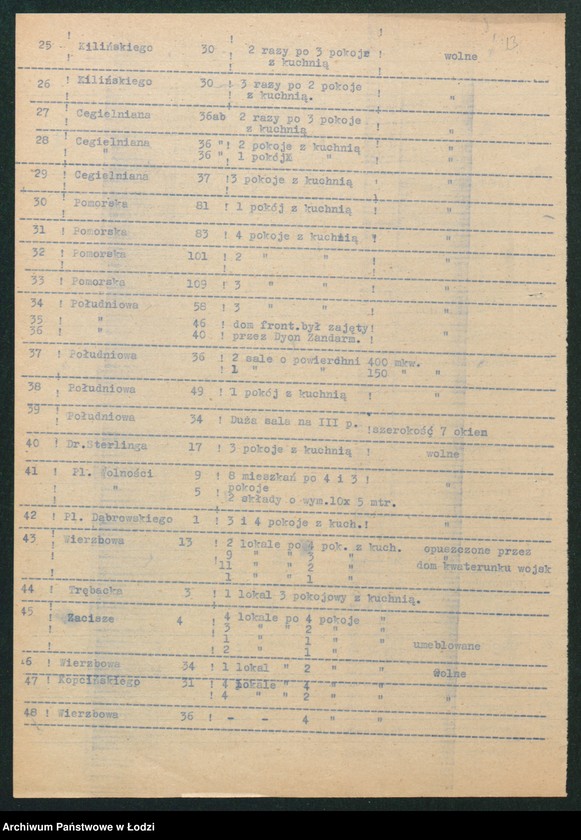 13
25 ! Kilińskiego 30 ! 2 razy po 3 pokoje ! wolne
z kuchnią
26 ! Kilińskiego 30 ! 3 razy po 2 pokoje
z kuchnią. ! "
27 ! Cegielniana 36ab 2 razy po 3 pokoje
z kuchnią ! "
28 ! Cegielniana 36 " ! 2 pokoje z kuchnią "
" 36 " ! 1 pokój " ! "
29 ! Cegielniana 37 ! 3 pokoje z kuchnią ! "
30 ! Pomorska 81 ! 1 pokój z kuchnią ! "
31 ! Pomorska 83 ! 4 pokoje z kuchnią ! "
32 ! Pomorska 101 ! 2 " " ! "
33 ! Pomorska 109 ! 3 " " ! "
34 ! Południowa 58 ! 3 " " ! "
35 ! " 46 ! dom front.był zajęty!
36 ! " 40 ! przez Dyon Żandarm. ! "
37 ! Południowa 36 ! 2 sale o powierdhni 400 mkw.
! 1 " " 150 " "
38 ! Południowa 49 ! 1 pokój z kuchnią ! "
39 ! Południowa 34 ! Duża sala na III p. !szerokość 7 okien
40 ! Dr.Sterlinga 17 ! 3 pokoje z kuchnią ! wolne
41 ! Pl. Wolności 9 ! 8 mieszkań po 4 i 3 !
" 5 ! pokoje "
! 2 składy o wym.10x 5 mtr.
42 ! Pl. Dąbrowskiego 1 ! 3 i 4 pokoje z kuch.! "
43 ! Wierzbowa 13 ! 2 lokale po 4 pok. z kuch. opuszczone przez
! 9 " " 3 " "
! 11 " " 2 " dom kwaterunku wojsk
! 1 " " 1 "
44 ! Trębacka 3 ! 1 lokal 3 pokojowy z kuchnią.
45 ! Zacisze 4 ! 4 lokale po 4 pokoje "
! 3 " " 2 " "
! 1 " 1 " " umeblowane
! 2 " 1 " "
46 ! Wierzbowa 34 ! 1 lokal " 2 " " wolne
47 ! Kopcińskiego 31 ! 4 lokale " 4 " "
! 4 " " 2 " " "
48 ! Wierzbowa 36 ! - - 4 " "
Archiwum Państwowe w Łodzi